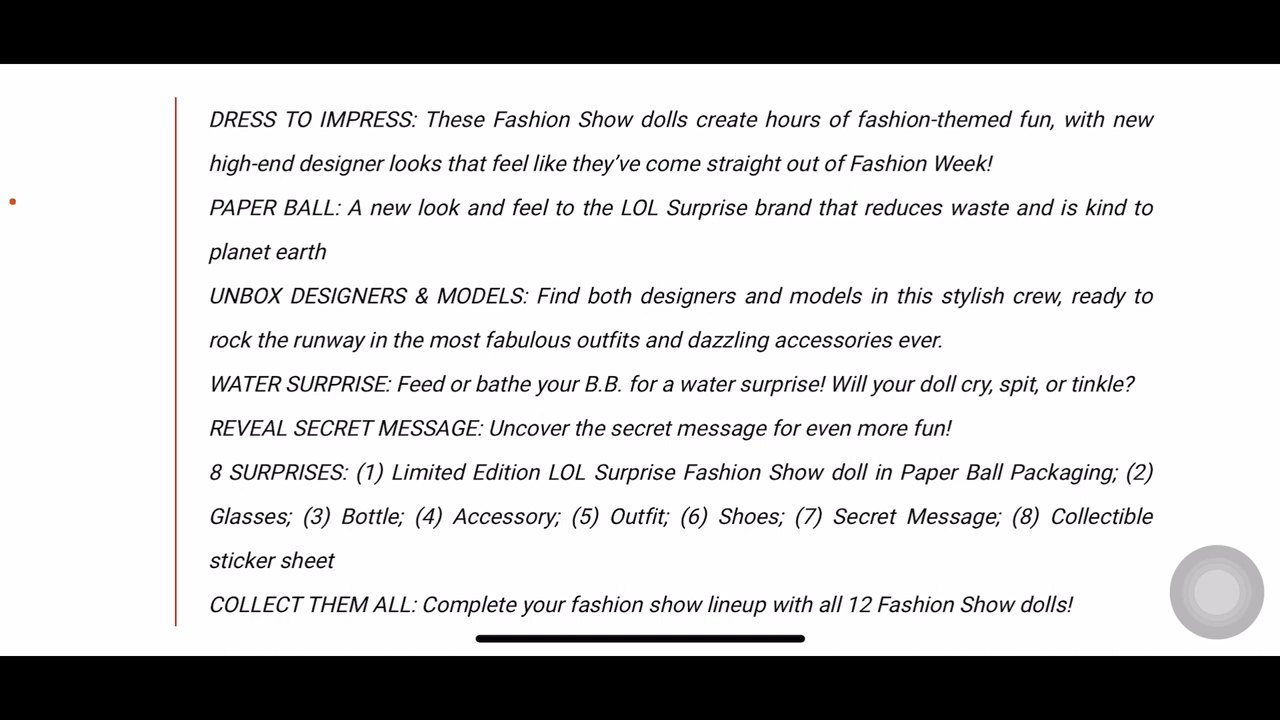 DRESS TO IMPRESS: These Fashion Show dolls create hours of fashion-themed fun, with new
high-end designer looks that feel like they’ve come straight out of Fashion Week!
PAPER BALL: A new look and feel to the LOL Surprise brand that reduces waste and is kind to
planet earth
UNBOX DESIGNERS & MODELS: Find both designers and models in this stylish crew, ready to
rock the runway in the most fabulous outfits and dazzling accessories ever.
WATER SURPRISE: Feed or bathe your B.B. for a water surprise! Will your doll cry, spit, or tinkle?
REVEAL SECRET MESSAGE: Uncover the secret message for even more fun!
8 SURPRISES: (1) Limited Edition LOL Surprise Fashion Show doll in Paper Ball Packaging; (2)
Glasses; (3) Bottle; (4) Accessory; (5) Outfit; (6) Shoes; (7) Secret Message; (8) Collectible
sticker sheet
COLLECT THEM ALL: Complete your fashion show lineup with all 12 Fashion Show dolls!